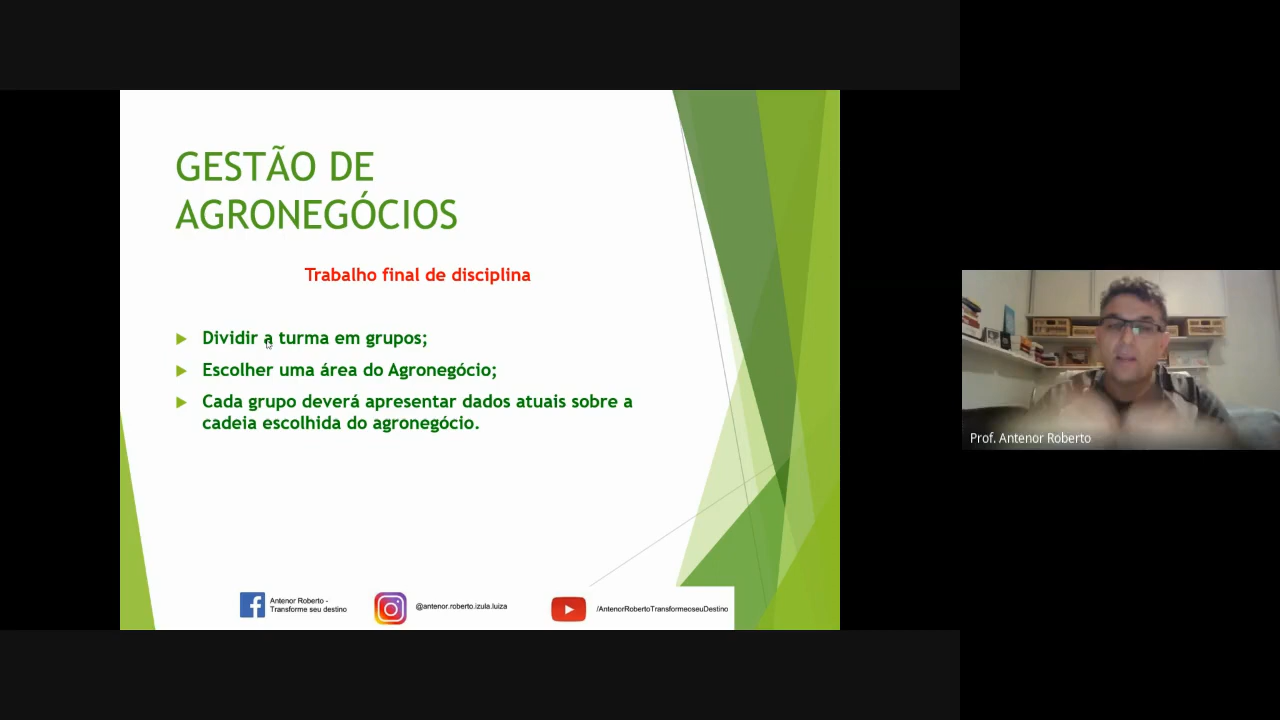 GESTÃO DE
AGRONEGÓCIOS
Trabalho final de disciplina
Dividir a turma em grupos;
Escolher uma área do Agronegócio;
Cada grupo deverá apresentar dados atuais sobre a
cadeia escolhida do agronegócio.
Antenor Roberto -
Transforme seu destino
@antenor.roberto.izula.luiza
/AntenorRobertoTransformeoseuDestino
Prof. Antenor Roberto